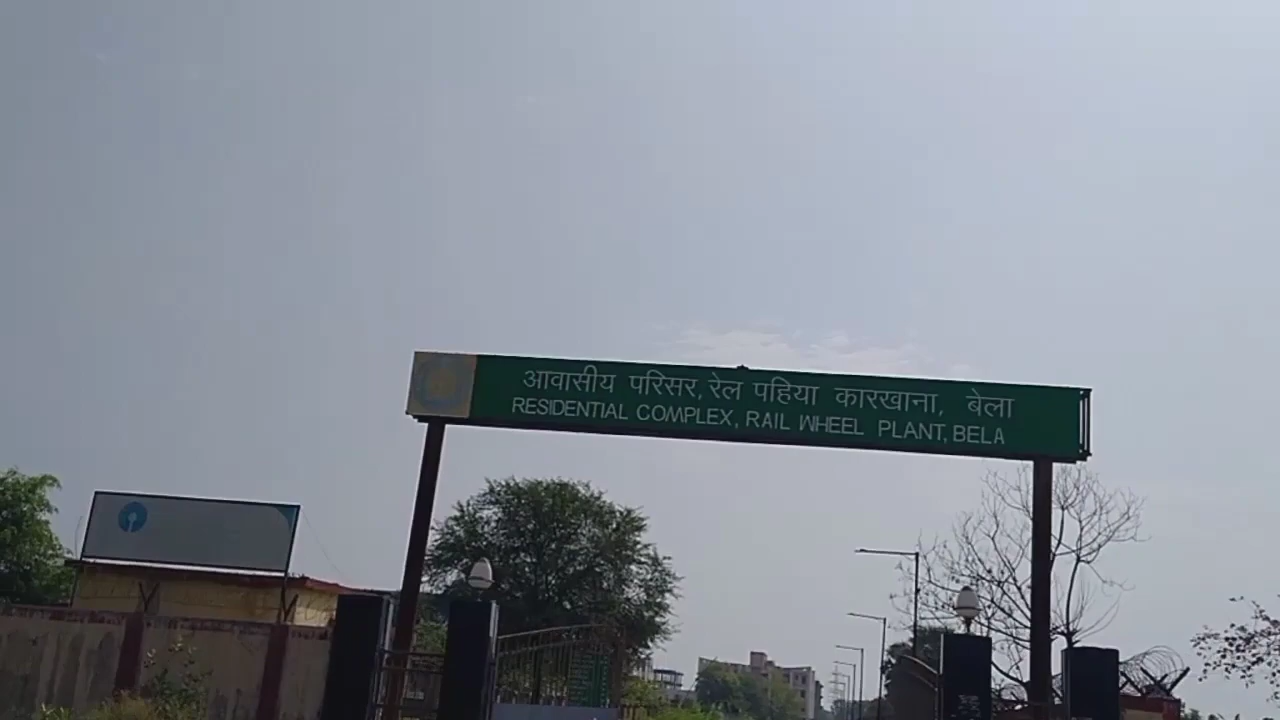 आवासीय परिसर, रेल पहिया कारखाना, बेला
RESIDENTIAL COMPLEX, RAIL WHEEL PLANT, BELA